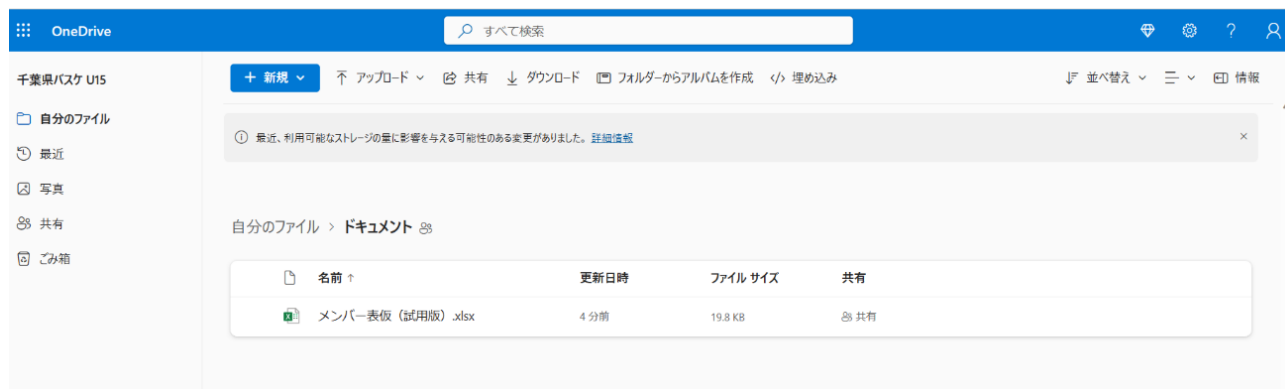 OneDrive
すべて検索
?
千葉県バスケ U15
自分のファイル
最近
写真
共有
ごみ箱
+ 新規
アップロード
共有
ダウンロード
フォルダーからアルバムを作成
</> 埋め込み
並べ替え
情報
最近、利用可能なストレージの量に影響を与える可能性のある変更がありました。詳細情報
自分のファイル > ドキュメント
名前 ↑ 更新日時 ファイル サイズ 共有
メンバー表仮（試用版）.xlsx 4 分前 19.8 KB 共有